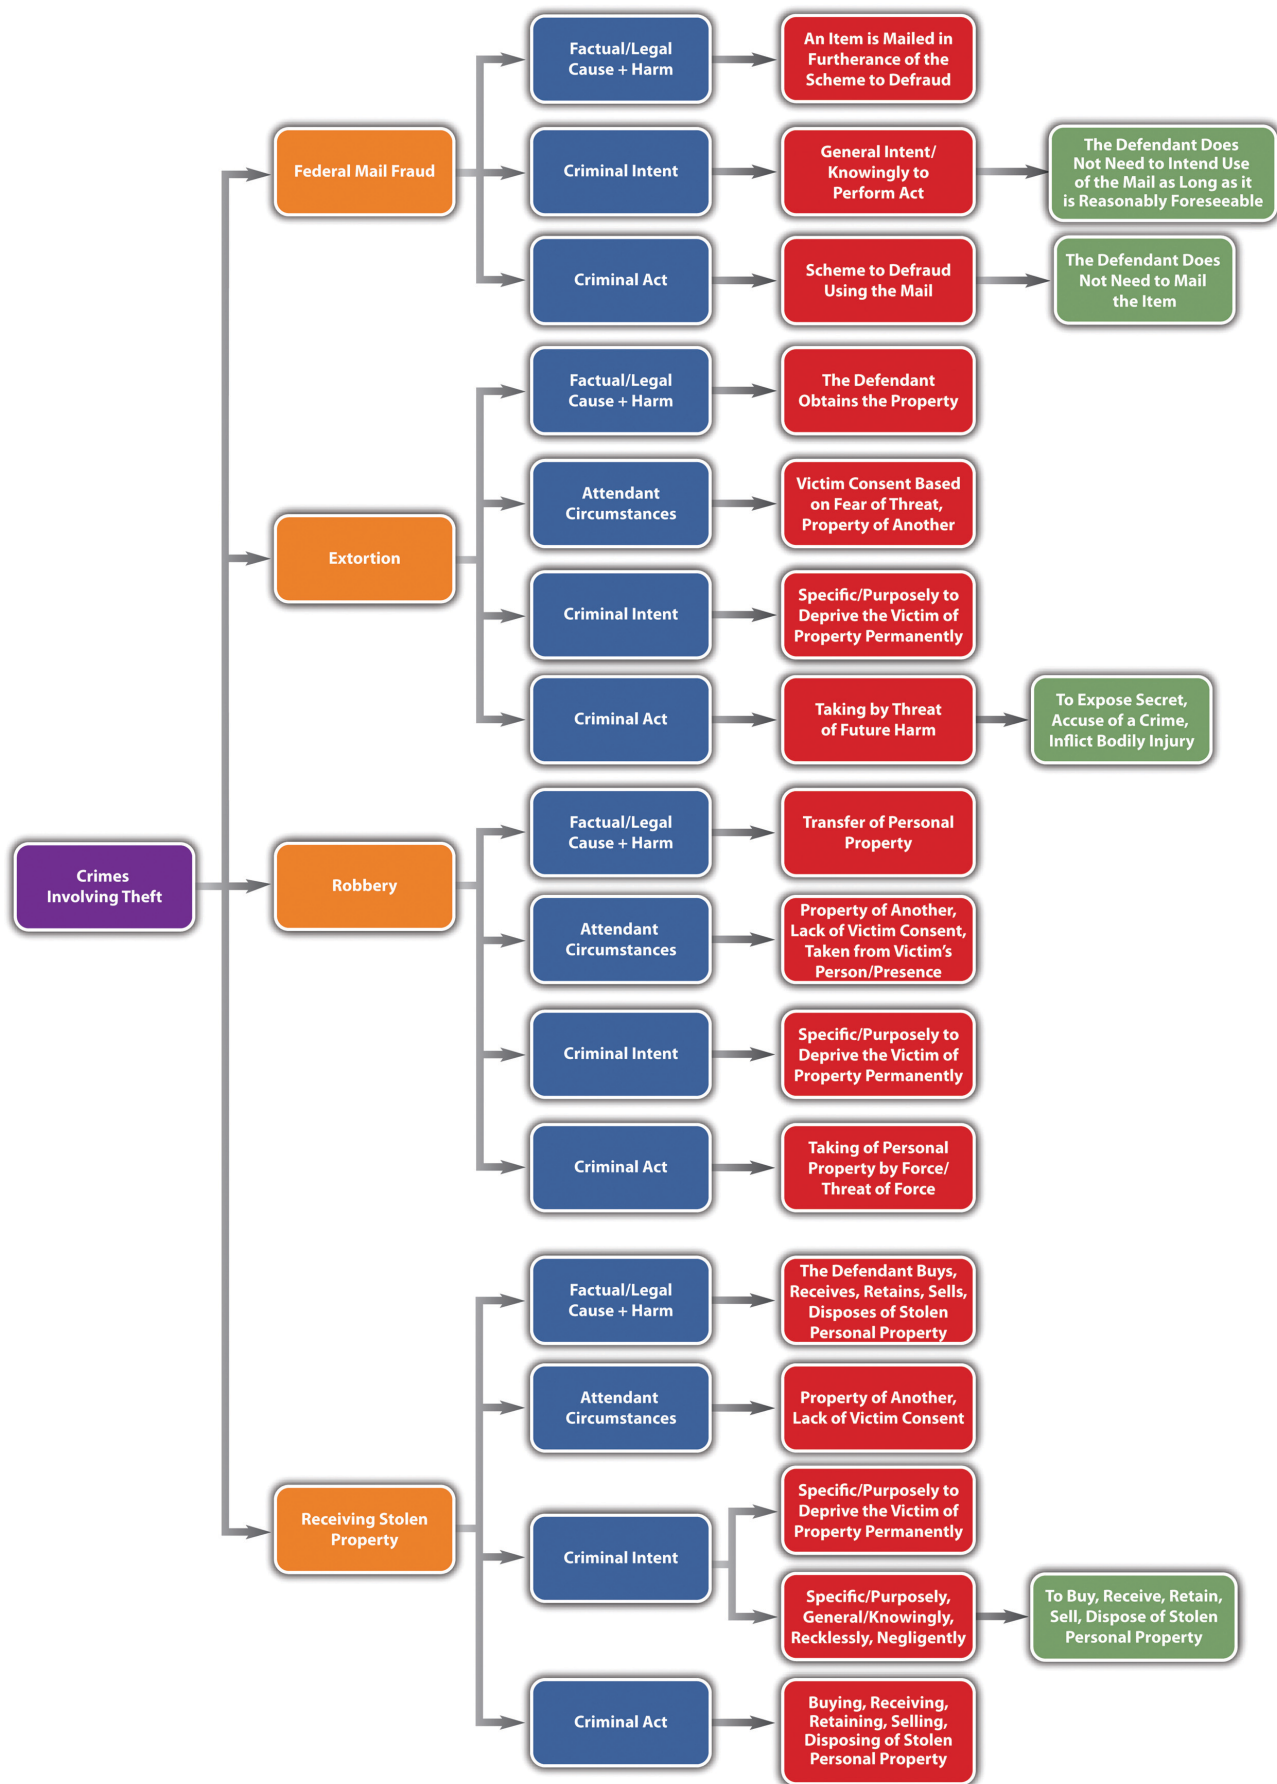 Crimes
Involving Theft
Federal Mail Fraud
Factual/Legal
Cause + Harm
An Item is Mailed in
Furtherance of the
Scheme to Defraud
Criminal Intent
General Intent/
Knowingly to
Perform Act
The Defendant Does
Not Need to Intend Use
of the Mail as Long as it
is Reasonably Foreseeable
Criminal Act
Scheme to Defraud
Using the Mail
The Defendant Does
Not Need to Mail
the Item
Extortion
Factual/Legal
Cause + Harm
The Defendant
Obtains the Property
Attendant
Circumstances
Victim Consent Based
on Fear of Threat,
Property of Another
Criminal Intent
Specific/Purposely to
Deprive the Victim of
Property Permanently
Criminal Act
Taking by Threat
of Future Harm
To Expose Secret,
Accuse of a Crime,
Inflict Bodily Injury
Robbery
Factual/Legal
Cause + Harm
Transfer of Personal
Property
Attendant
Circumstances
Property of Another,
Lack of Victim Consent,
Taken from Victim's
Person/Presence
Criminal Intent
Specific/Purposely to
Deprive the Victim of
Property Permanently
Criminal Act
Taking of Personal
Property by Force/
Threat of Force
Receiving Stolen
Property
Factual/Legal
Cause + Harm
The Defendant Buys,
Receives, Retains, Sells,
Disposes of Stolen
Personal Property
Attendant
Circumstances
Property of Another,
Lack of Victim Consent
Criminal Intent
Specific/Purposely to
Deprive the Victim of
Property Permanently
Specific/Purposely,
General/Knowingly,
Recklessly, Negligently
To Buy, Receive, Retain,
Sell, Dispose of Stolen
Personal Property
Criminal Act
Buying, Receiving,
Retaining, Selling,
Disposing of Stolen
Personal Property